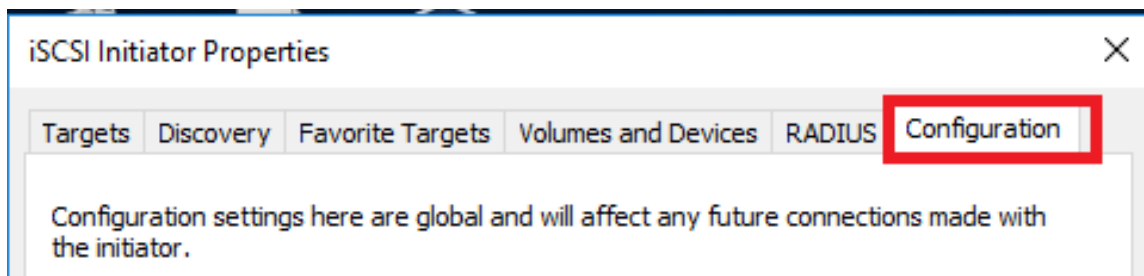 iSCSI Initiator Properties
Targets Discovery Favorite Targets Volumes and Devices RADIUS Configuration
Configuration settings here are global and will affect any future connections made with
the initiator.